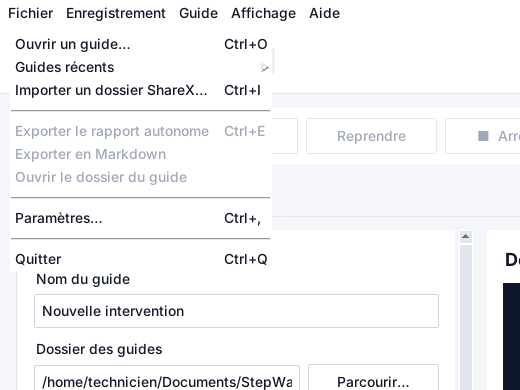 Fichier Enregistrement Guide Affichage Aide
Ouvrir un guide... Ctrl+O
Guides récents
Importer un dossier ShareX... Ctrl+I
Exporter le rapport autonome Ctrl+E
Exporter en Markdown
Ouvrir le dossier du guide
Reprendre
Paramètres... Ctrl+,
Quitter Ctrl+Q
Nom du guide
Nouvelle intervention
Dossier des guides
/home/technicien/Documents/StepWa Parcourir...